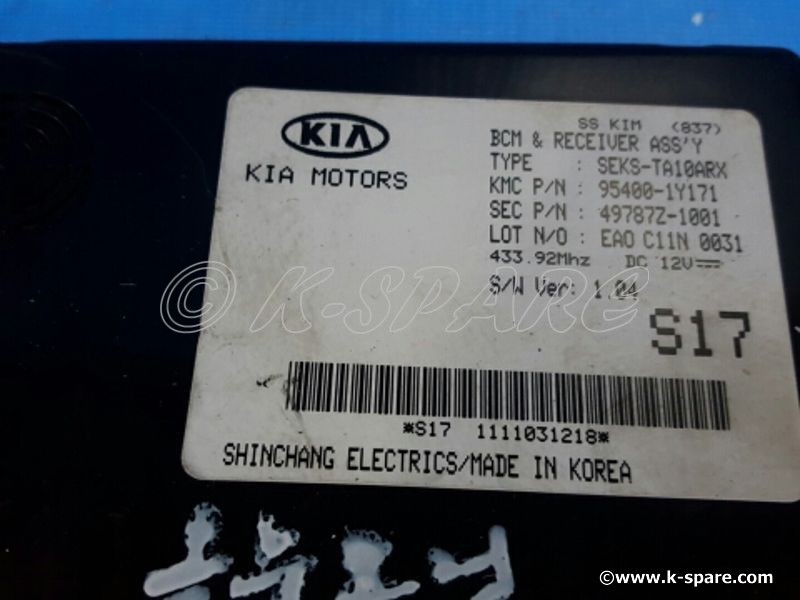 SS KIM (837)
KIA
KIA MOTORS
BCM & RECEIVER ASS'Y
TYPE : SEKS-TA10ARX
KMC P/N : 95400-1Y171
SEC P/N : 49787Z-1001
LOT N/O : EAO C11N 0031
433.92Mhz DC 12V
S/W Ver: 1.04
© K-SPARE
S17
*S17 1111031218*
SHINCHANG ELECTRICS/MADE IN KOREA
©www.k-spare.com